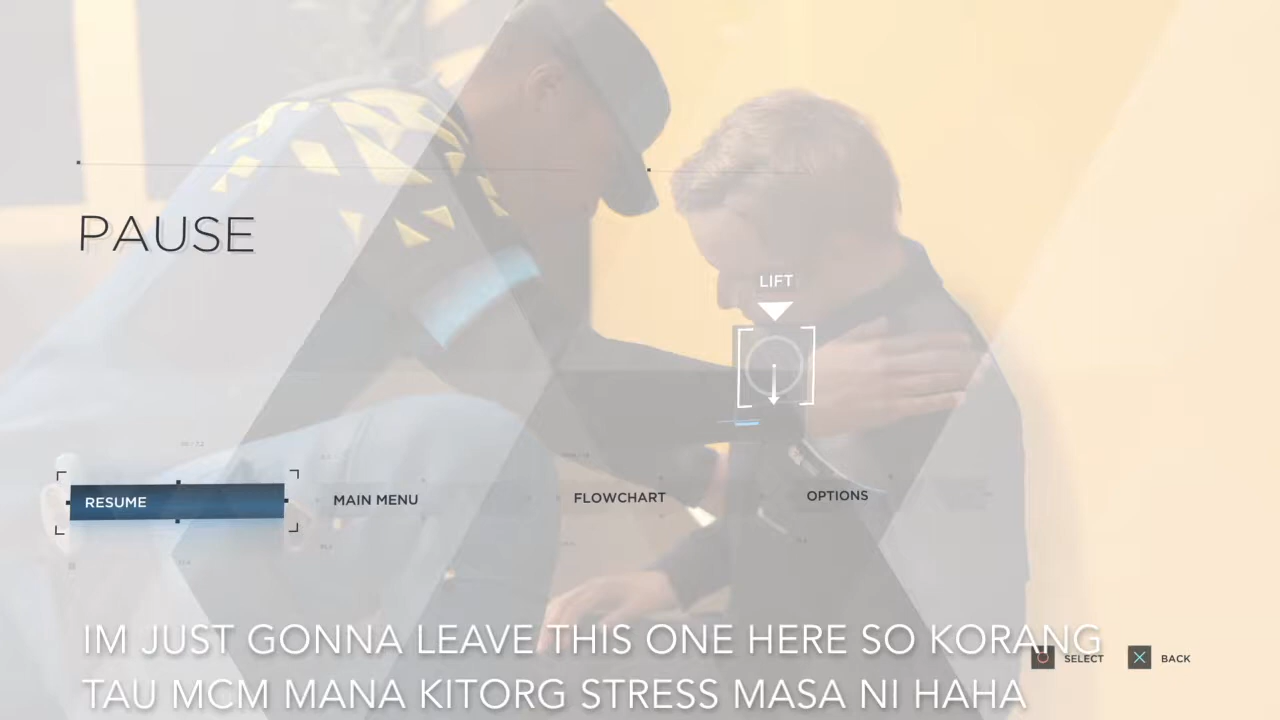 PAUSE
LIFT
RESUME
MAIN MENU
FLOWCHART
OPTIONS
IM JUST GONNA LEAVE THIS ONE HERE SO KORANG
TAU MCM MANA KITORG STRESS MASA NI HAHA
SELECT
BACK